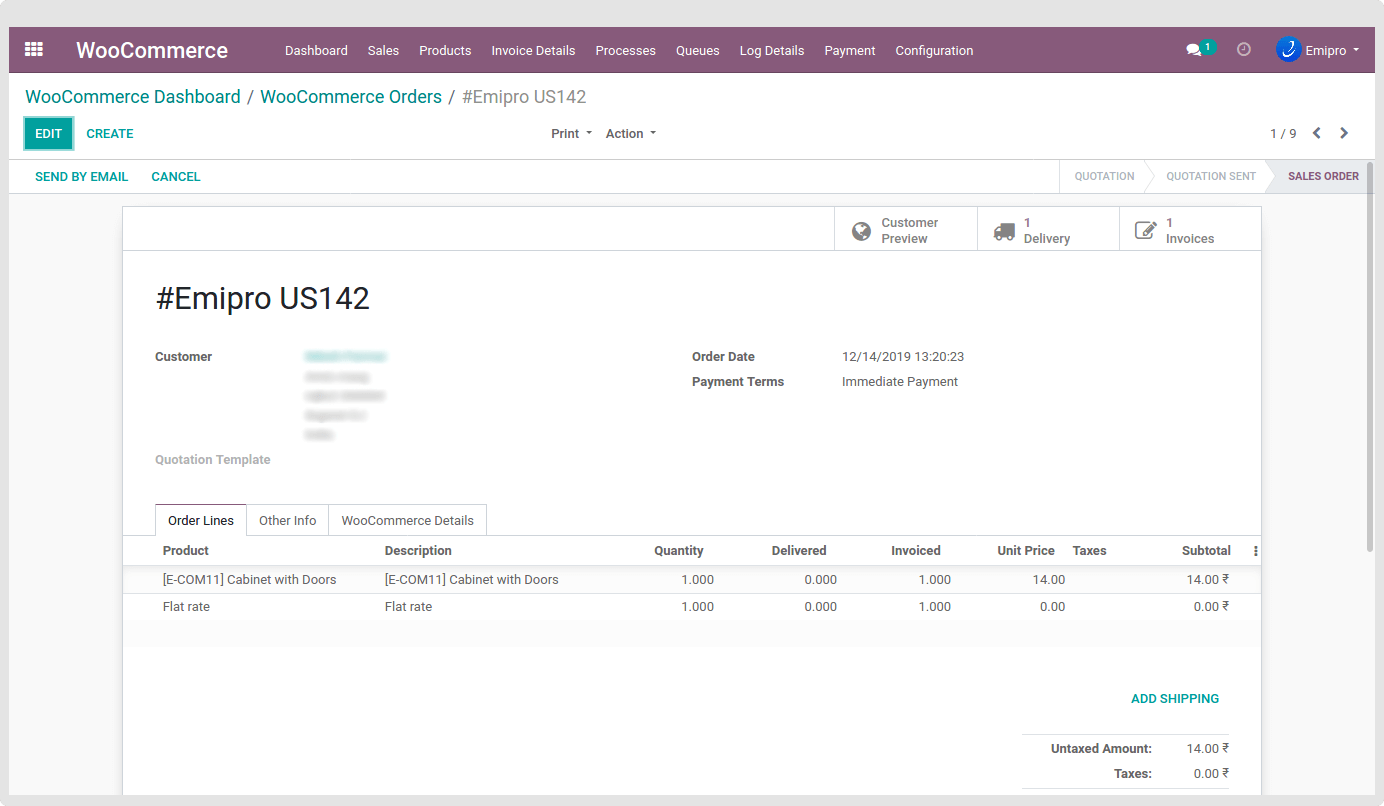 WooCommerce Dashboard Sales Products Invoice Details Processes Queues Log Details Payment Configuration 1 Emipro
WooCommerce Dashboard / WooCommerce Orders / #Emipro US142
EDIT CREATE Print Action 1 / 9
SEND BY EMAIL CANCEL QUOTATION QUOTATION SENT SALES ORDER
Customer Preview
1 Delivery
1 Invoices
#Emipro US142
Customer
Order Date 12/14/2019 13:20:23
Payment Terms Immediate Payment
Quotation Template
Order Lines Other Info WooCommerce Details
Product Description Quantity Delivered Invoiced Unit Price Taxes Subtotal
[E-COM11] Cabinet with Doors [E-COM11] Cabinet with Doors 1.000 0.000 1.000 14.00 14.00 ₹
Flat rate Flat rate 1.000 0.000 1.000 0.00 0.00 ₹
ADD SHIPPING
Untaxed Amount: 14.00 ₹
Taxes: 0.00 ₹